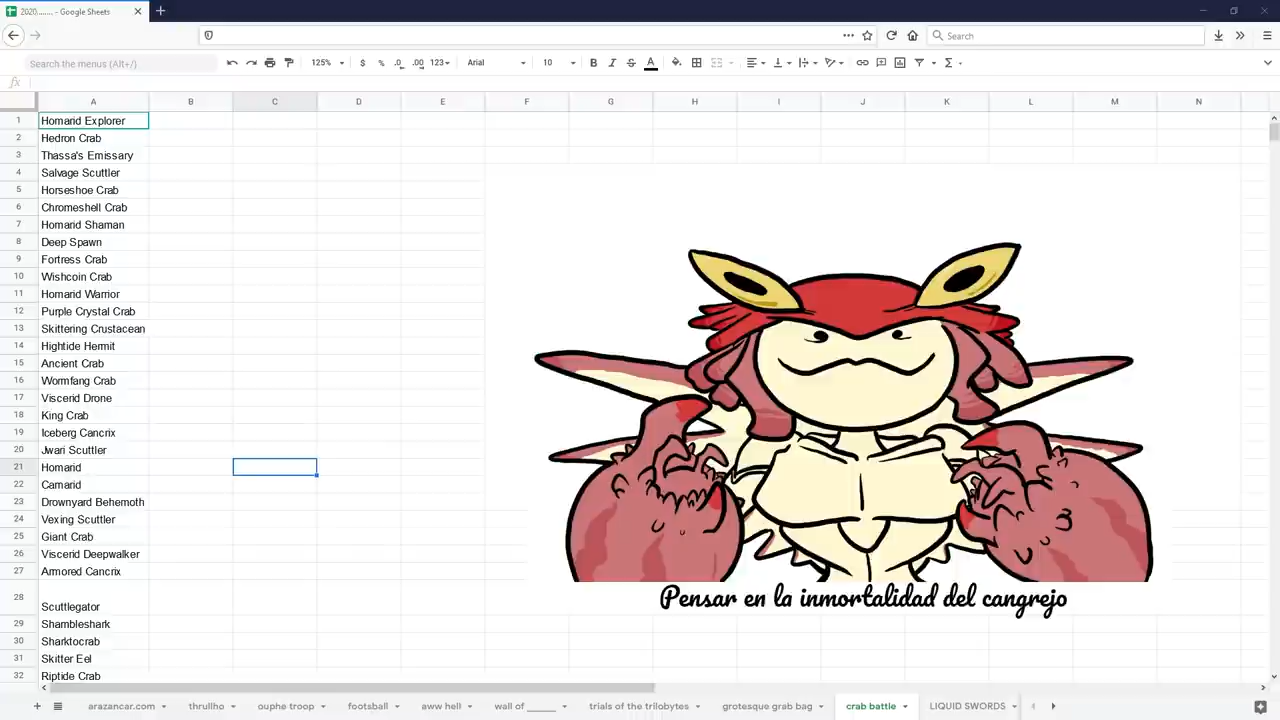 2020........ - Google Sheets
Search
Search the menus (Alt+/)
125%
$
%
.0
.00
123
Arial
10
B
I
S
A
fx
A B C D E F G H I J K L M N
1 Homarid Explorer
2 Hedron Crab
3 Thassa's Emissary
4 Salvage Scuttler
5 Horseshoe Crab
6 Chromeshell Crab
7 Homarid Shaman
8 Deep Spawn
9 Fortress Crab
10 Wishcoin Crab
11 Homarid Warrior
12 Purple Crystal Crab
13 Skittering Crustacean
14 Hightide Hermit
15 Ancient Crab
16 Wormfang Crab
17 Viscerid Drone
18 King Crab
19 Iceberg Cancrix
20 Jwari Scuttler
21 Homarid
22 Camarid
23 Drownyard Behemoth
24 Vexing Scuttler
25 Giant Crab
26 Viscerid Deepwalker
27 Armored Cancrix
28 Scuttlegator
29 Shambleshark
30 Sharktocrab
31 Skitter Eel
32 Riptide Crab
Pensar en la inmortalidad del cangrejo
arazancar.com
thrullho
ouphe troop
footsball
aww hell
wall of ______
trials of the trilobytes
grotesque grab bag
crab battle
LIQUID SWORDS